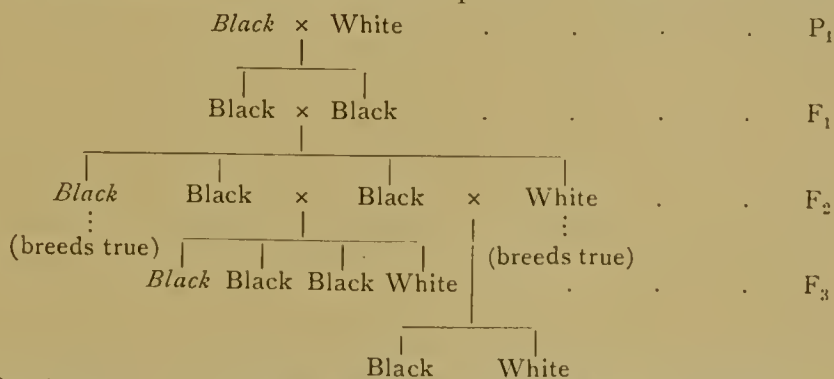 Black × White . . . . P₁
Black × Black . . . . F₁
Black Black × Black × White . . F₂
(breeds true) (breeds true)
Black Black Black White . . . F₃
Black White